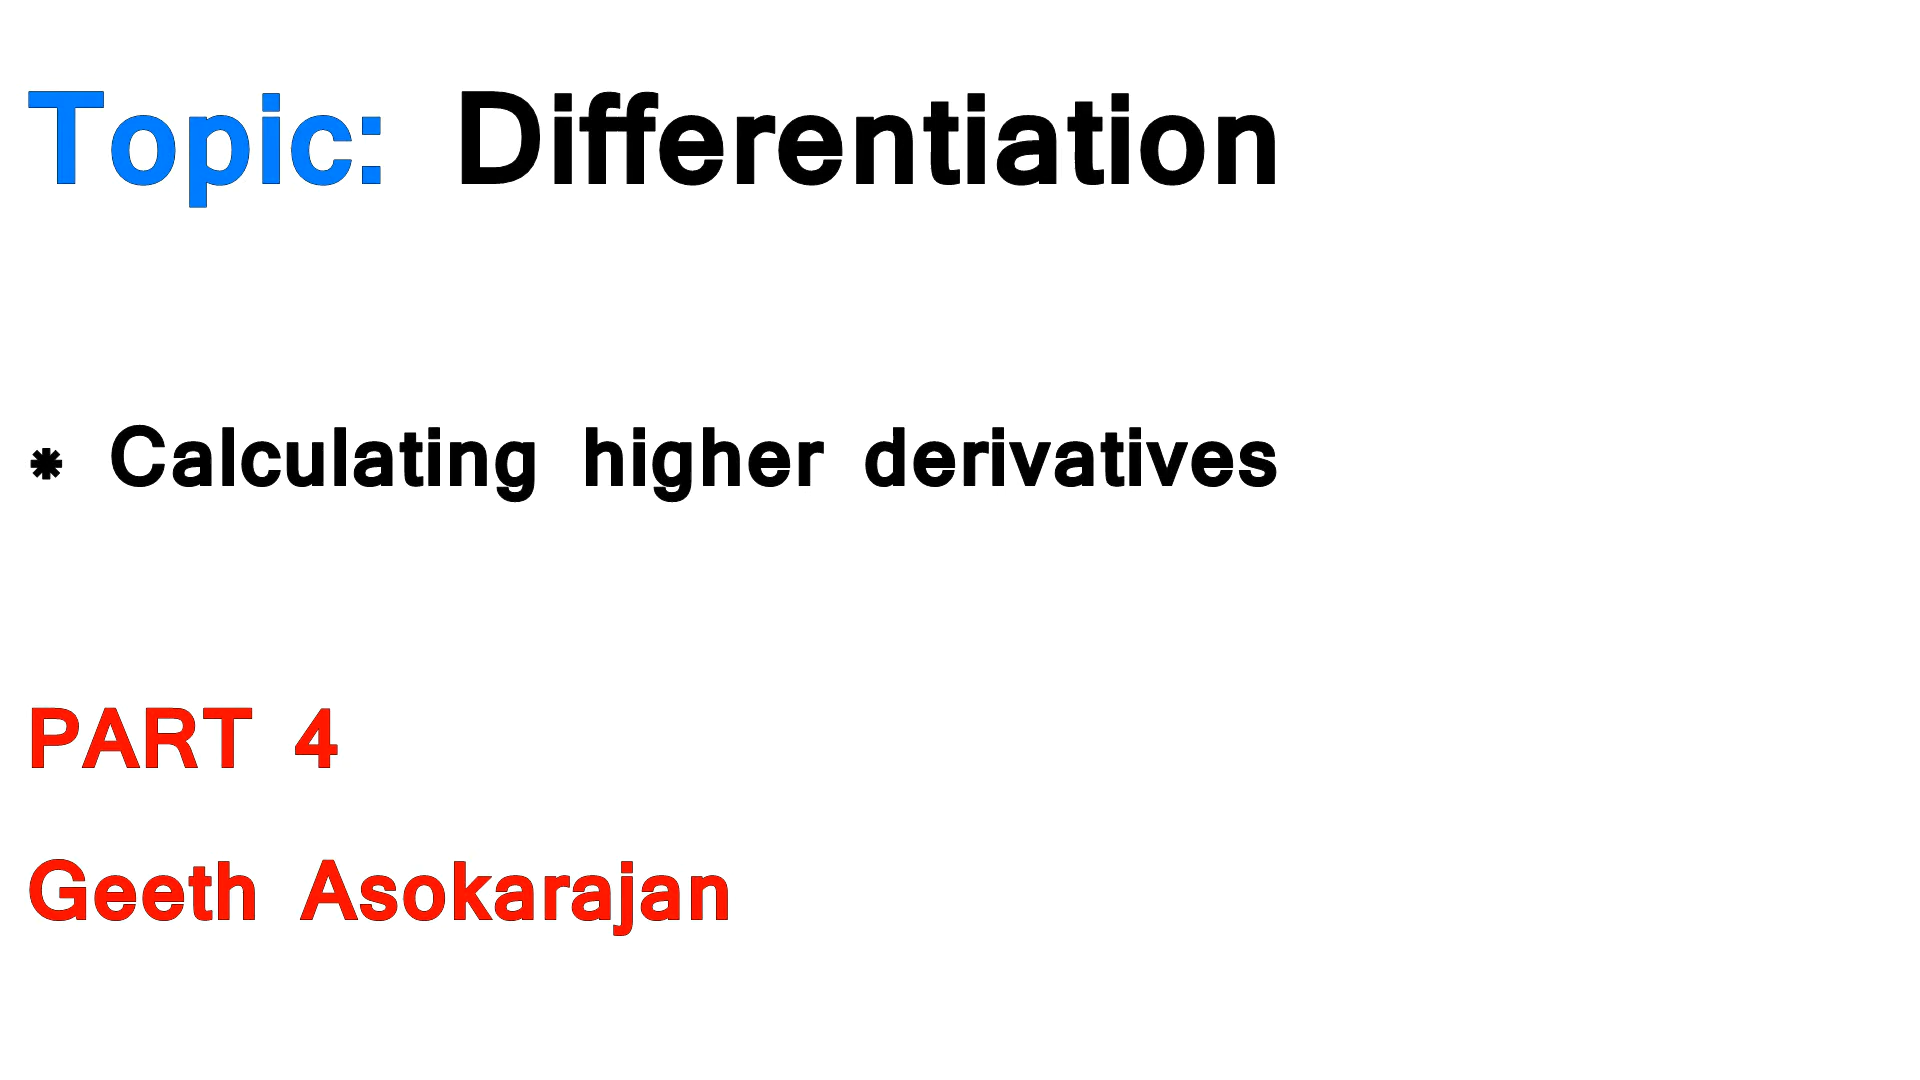 Topic: Differentiation
* Calculating higher derivatives
PART 4
Geeth Asokarajan